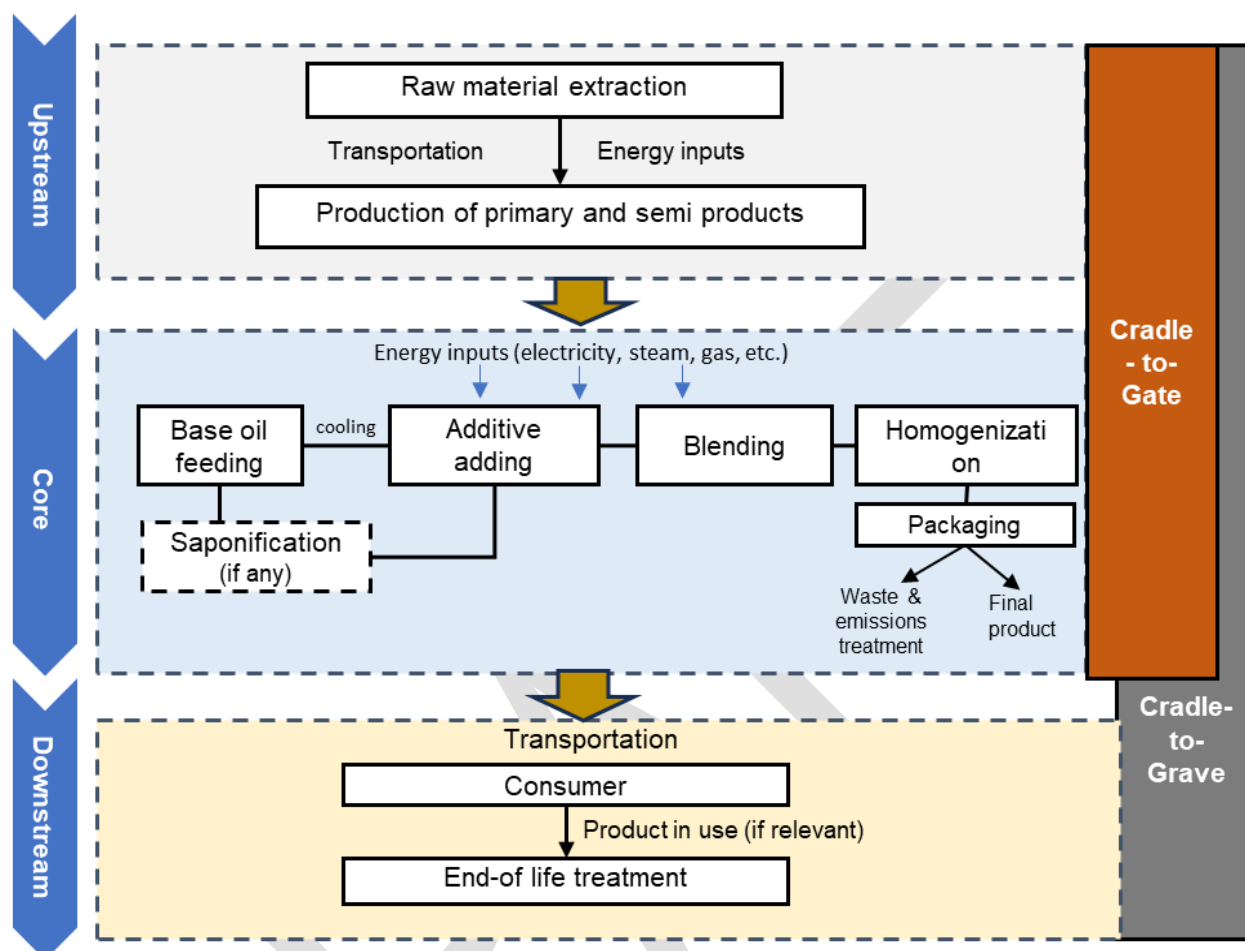 Upstream
Raw material extraction
Transportation
Energy inputs
Production of primary and semi products
Cradle
- to-
Gate
Core
Energy inputs (electricity, steam, gas, etc.)
Base oil
feeding
cooling
Additive
adding
Blending
Homogenizati
on
Saponification
(if any)
Packaging
Waste &
emissions
treatment
Final
product
Cradle-
to-
Grave
Downstream
Transportation
Consumer
Product in use (if relevant)
End-of life treatment